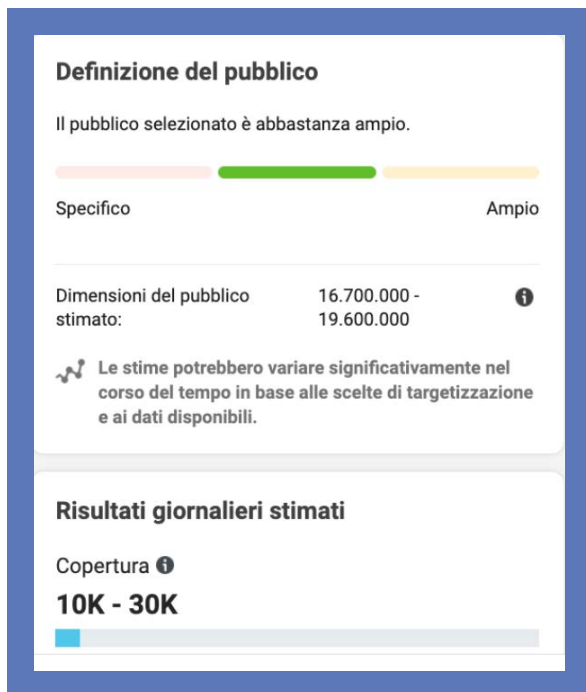 Definizione del pubblico
Il pubblico selezionato è abbastanza ampio.
Specifico
Ampio
Dimensioni del pubblico
stimato:
16.700.000 -
19.600.000
Le stime potrebbero variare significativamente nel
corso del tempo in base alle scelte di targetizzazione
e ai dati disponibili.
Risultati giornalieri stimati
Copertura
10K - 30K